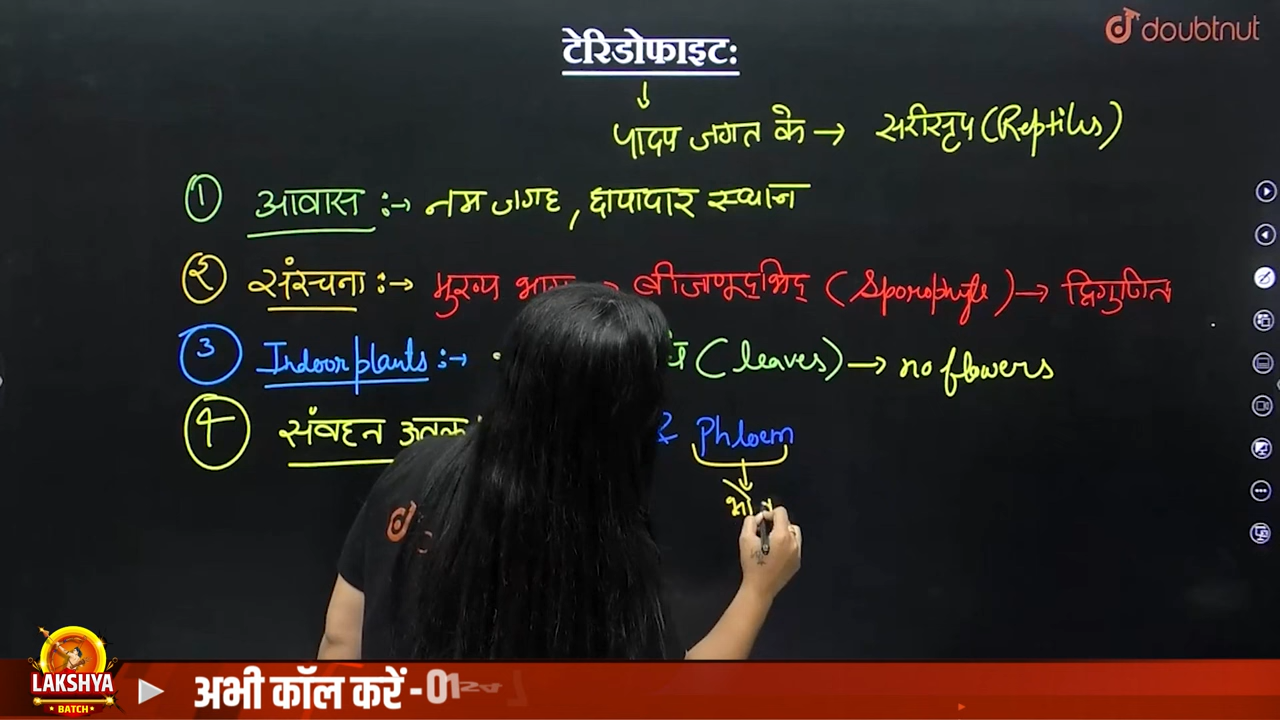 doubtnut
टेरिडोफाइट:
↓
पादप जगत के → सरीसृप (Reptiles)
① आवास :→ नम जगह, छायादार स्थान
② संरचना :→ मुख्य भाग → बीजाणुद्भिद् (Sporophyte) → द्विगुणित
③ Indoor plants :→ (leaves) → no flowers
④ संवहन ऊतक & Phloem
↓
भो
LAKSHYA
BATCH
अभी कॉल करें - 01